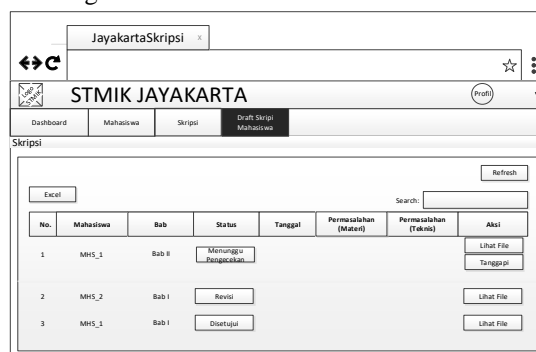 JayakartaSkripsi x
Logo
STMIK
STMIK JAYAKARTA
Profil
Dashboard Mahasiswa Skripsi Draft Skripi
Mahasiswa
Skripsi
Refresh
Excel
Search:
No. Mahasiswa Bab Status Tanggal Permasalahan
(Materi) Permasalahan
(Teknis) Aksi
1 MHS_1 Bab II Menunggu
Pengecekan Lihat File
Tanggapi
2 MHS_2 Bab I Revisi Lihat File
3 MHS_1 Bab I Disetujui Lihat File